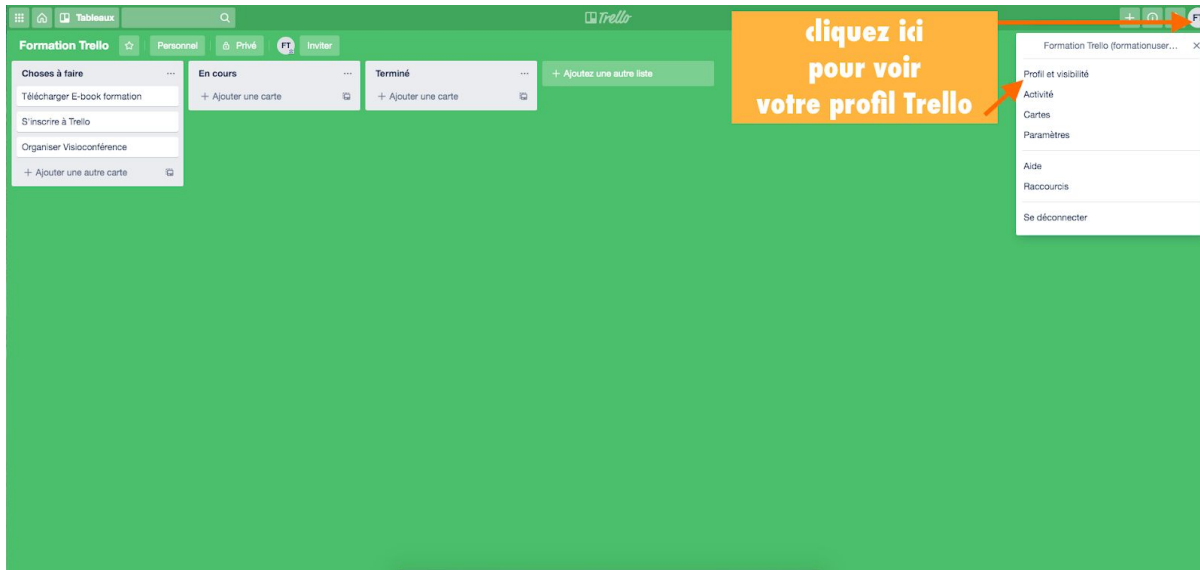 Tableaux
Trello
FT
Formation Trello
Personnel
Privé
FT
Inviter
cliquez ici
pour voir
votre profil Trello
Choses à faire
Télécharger E-book formation
S'inscrire à Trello
Organiser Visioconférence
+ Ajouter une autre carte
En cours
+ Ajouter une carte
Terminé
+ Ajouter une carte
+ Ajoutez une autre liste
Formation Trello (formationuser...
Profil et visibilité
Activité
Cartes
Paramètres
Aide
Raccourcis
Se déconnecter